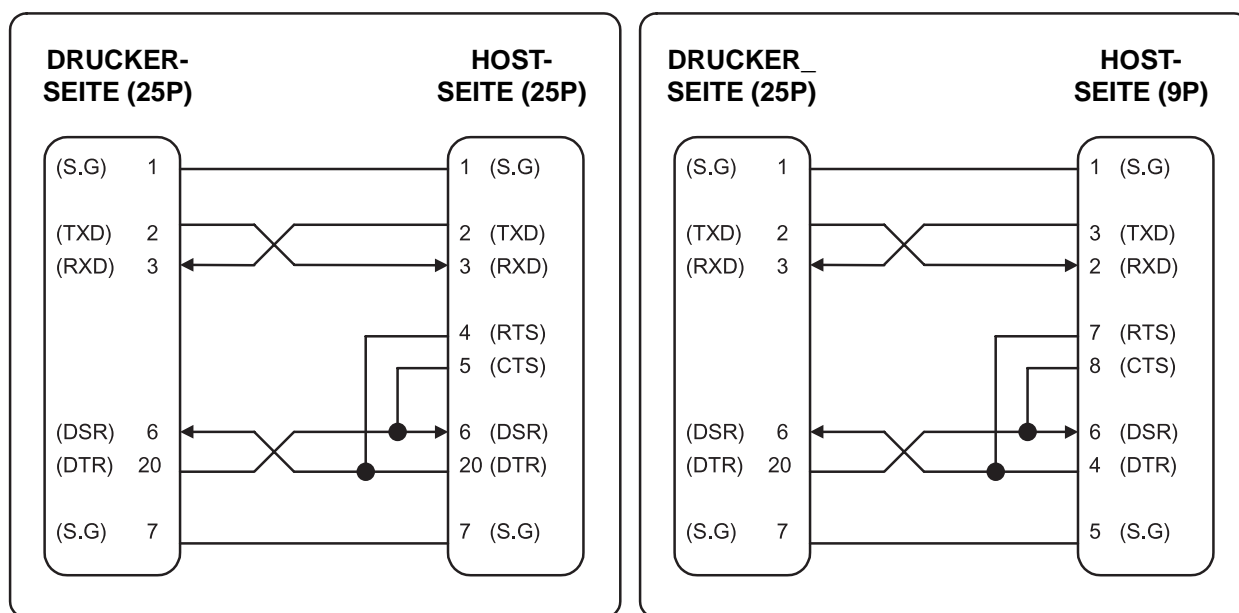 DRUCKER-
SEITE (25P)
HOST-
SEITE (25P)
(S.G) 1
1 (S.G)
(TXD) 2
2 (TXD)
(RXD) 3
3 (RXD)
4 (RTS)
5 (CTS)
(DSR) 6
6 (DSR)
(DTR) 20
20 (DTR)
(S.G) 7
7 (S.G)
DRUCKER_
SEITE (25P)
HOST-
SEITE (9P)
(S.G) 1
1 (S.G)
(TXD) 2
3 (TXD)
(RXD) 3
2 (RXD)
7 (RTS)
8 (CTS)
(DSR) 6
6 (DSR)
(DTR) 20
4 (DTR)
(S.G) 7
5 (S.G)